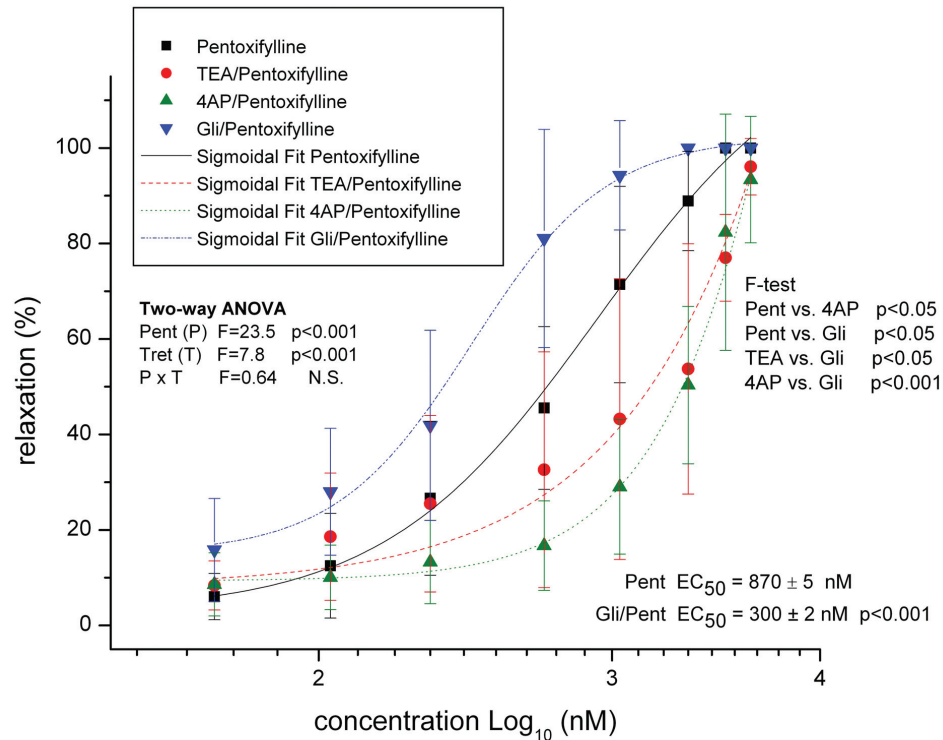 Pentoxifylline
TEA/Pentoxifylline
4AP/Pentoxifylline
Gli/Pentoxifylline
Sigmoidal Fit Pentoxifylline
Sigmoidal Fit TEA/Pentoxifylline
Sigmoidal Fit 4AP/Pentoxifylline
Sigmoidal Fit Gli/Pentoxifylline
100
80
60
40
20
0
relaxation (%)
Two-way ANOVA
Pent (P) F=23.5 p<0.001
Tret (T) F=7.8 p<0.001
P x T F=0.64 N.S.
F-test
Pent vs. 4AP p<0.05
Pent vs. Gli p<0.05
TEA vs. Gli p<0.05
4AP vs. Gli p<0.001
Pent EC50 = 870 ± 5 nM
Gli/Pent EC50 = 300 ± 2 nM p<0.001
2 3 4
concentration Log10 (nM)